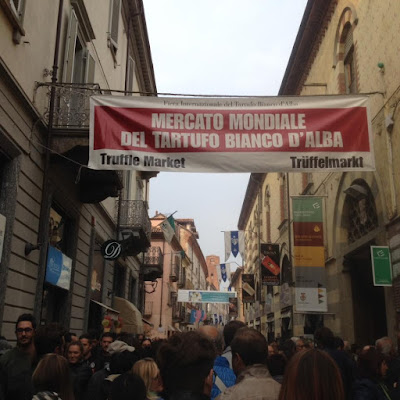 Fiera Internazionale del Tartufo Bianco d'Alba
MERCATO MONDIALE
DEL TARTUFO BIANCO D'ALBA
Truffle Market
Trüffelmarkt
D